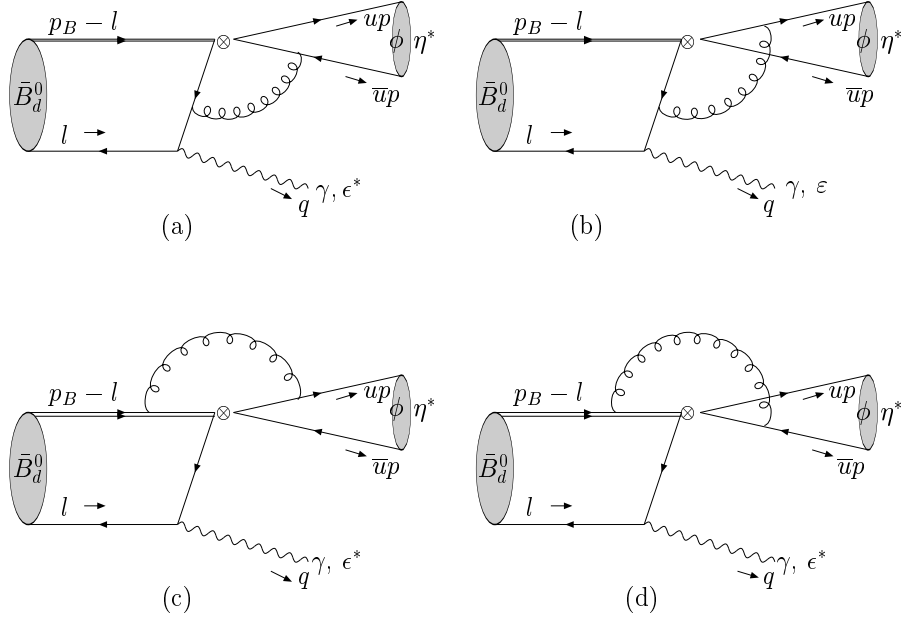 p_B − l
⊗
up
ϕ η*
B̄_d^0
ūp
l
γ, ϵ*
q
(a)
p_B − l
⊗
up
ϕ η*
B̄_d^0
ūp
l
γ, ε
q
(b)
p_B − l
⊗
up
ϕ η*
B̄_d^0
ūp
l
γ, ϵ*
q
(c)
p_B − l
⊗
up
ϕ η*
B̄_d^0
ūp
l
γ, ϵ*
q
(d)